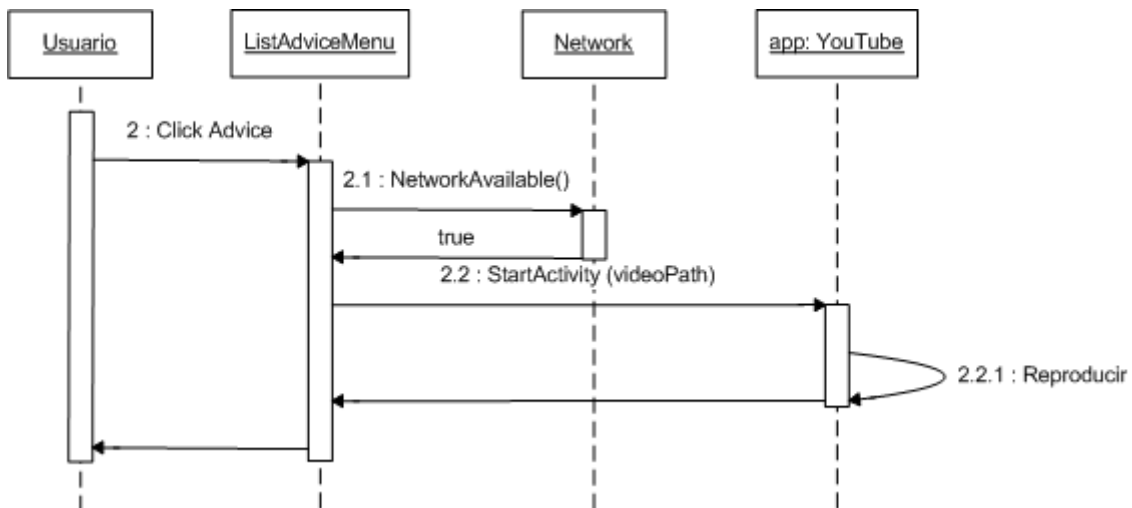 Usuario
ListAdviceMenu
Network
app: YouTube
2 : Click Advice
2.1 : NetworkAvailable()
true
2.2 : StartActivity (videoPath)
2.2.1 : Reproducir